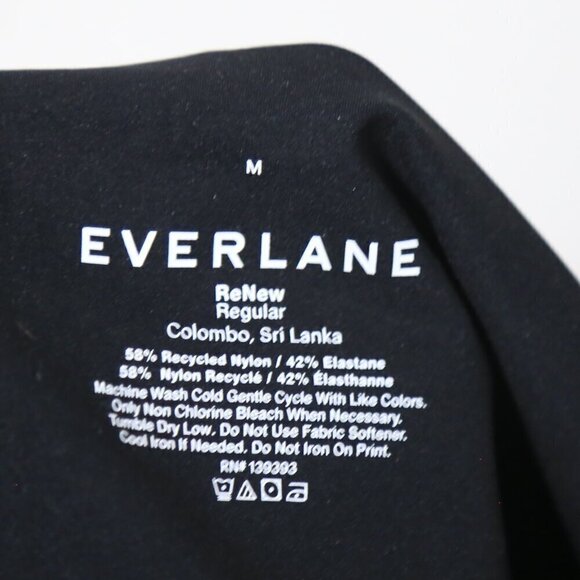 M
EVERLANE
ReNew
Regular
Colombo, Sri Lanka
58% Recycled Nylon / 42% Elastane
58% Nylon Recyclé / 42% Élasthanne
Machine Wash Cold Gentle Cycle With Like Colors.
Only Non Chlorine Bleach When Necessary.
Tumble Dry Low. Do Not Use Fabric Softener.
Cool Iron If Needed. Do Not Iron On Print.
RN# 139393